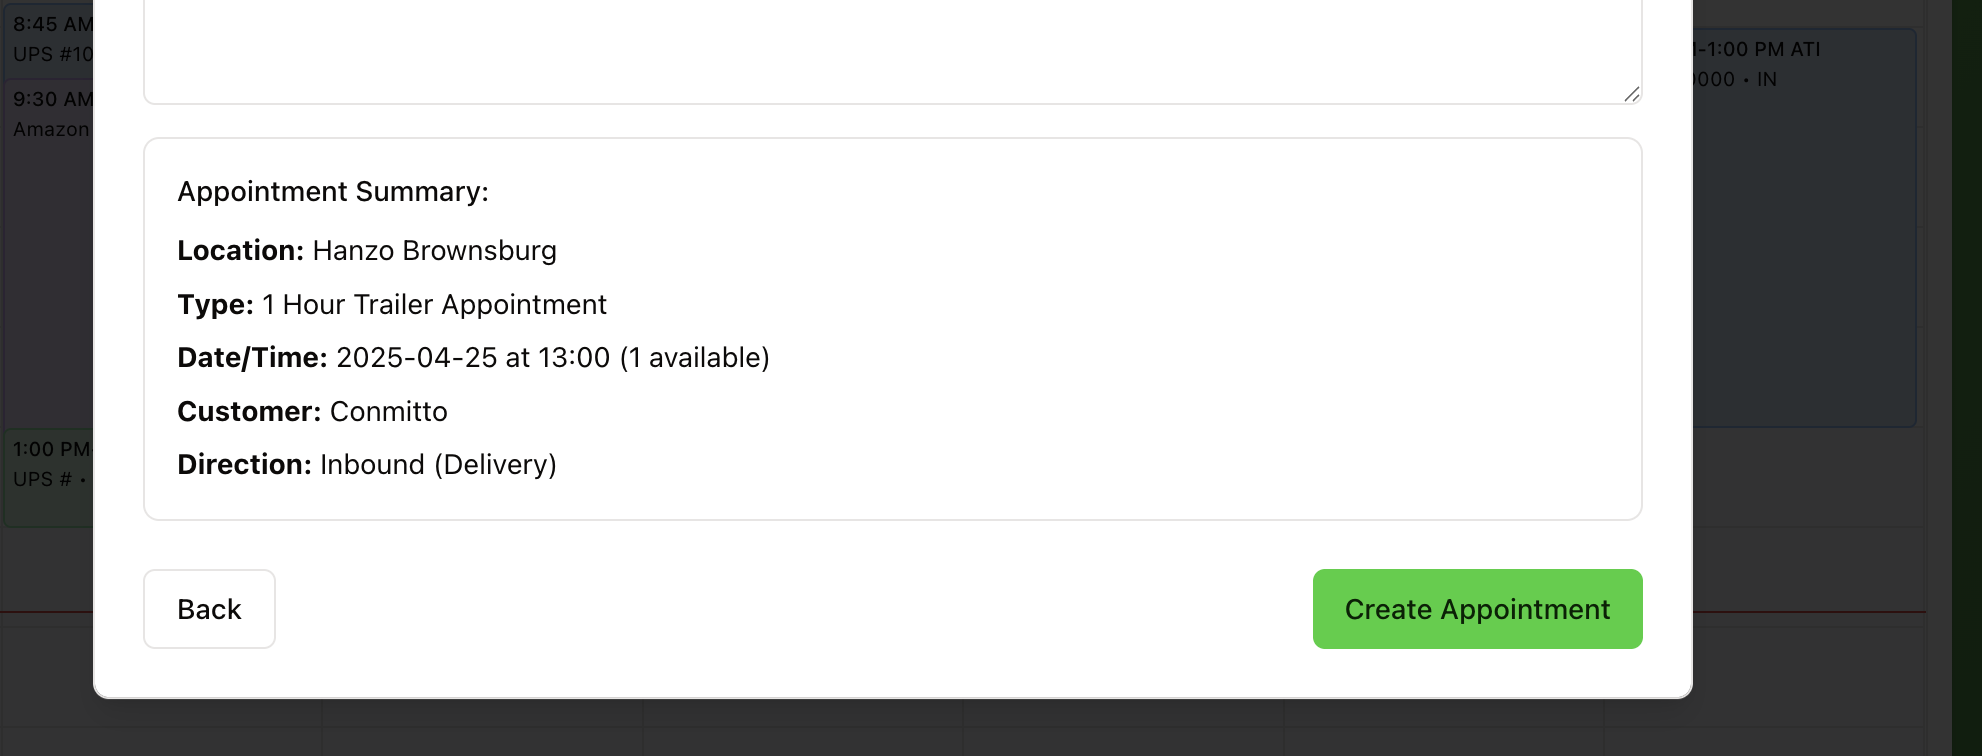 8:45 AM
UPS #10
9:30 AM
Amazon
1:00 PM
UPS # •
-1:00 PM ATI
0000 • IN
Appointment Summary:
Location: Hanzo Brownsburg
Type: 1 Hour Trailer Appointment
Date/Time: 2025-04-25 at 13:00 (1 available)
Customer: Conmitto
Direction: Inbound (Delivery)
Back
Create Appointment